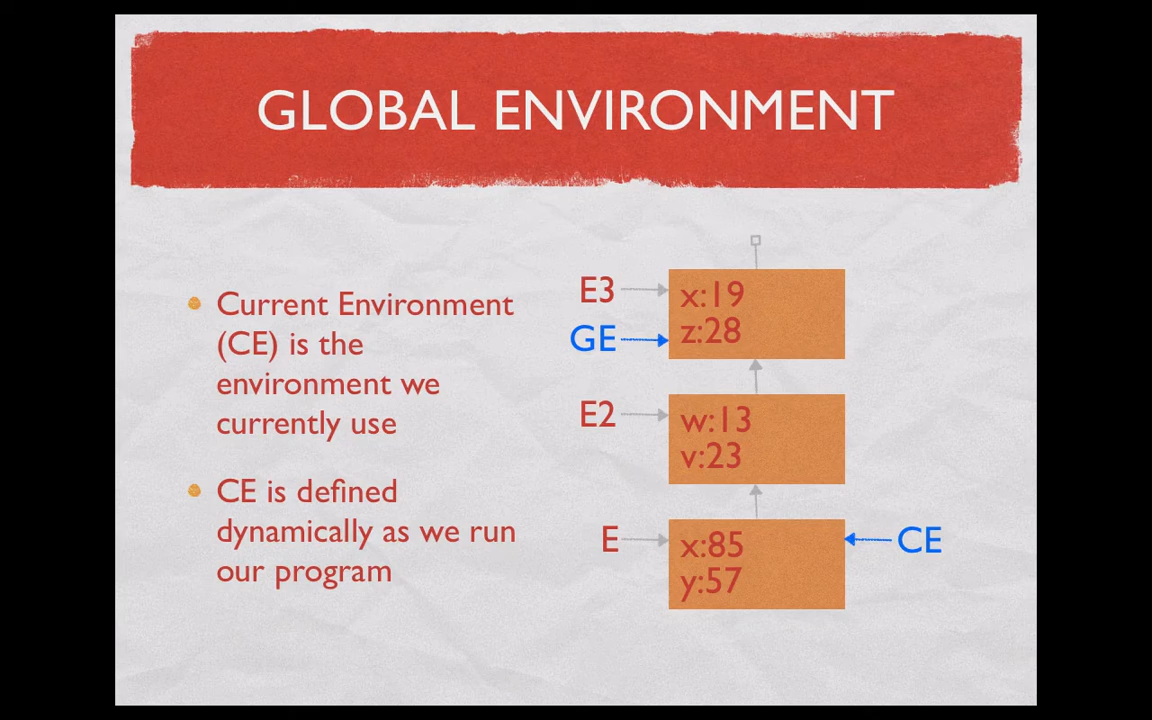 GLOBAL ENVIRONMENT
Current Environment
(CE) is the
environment we
currently use
CE is defined
dynamically as we run
our program
E3
GE
x:19
z:28
E2
w:13
v:23
E
x:85
y:57
CE